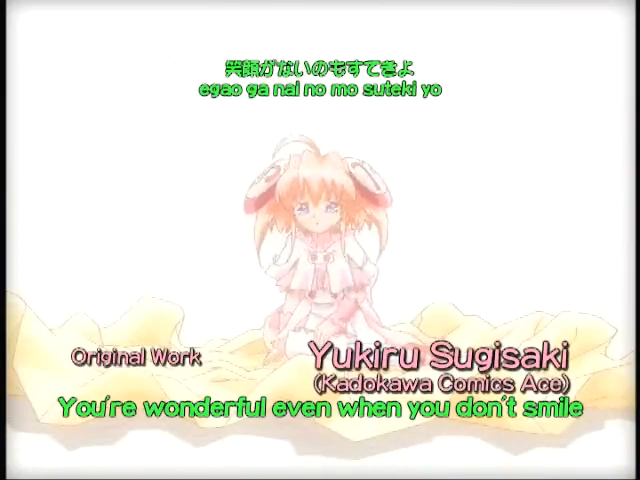 笑顔がないのもすてきよ
egao ga nai no mo suteki yo
Original Work
Yukiru Sugisaki
(Kadokawa Comics Ace)
You're wonderful even when you don't smile